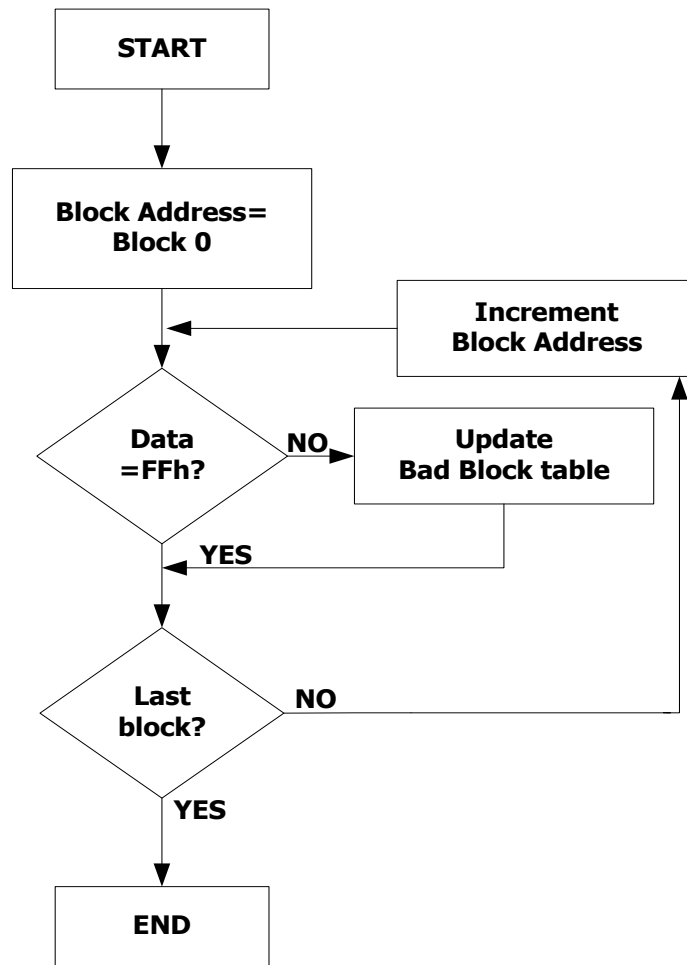 START
Block Address=
Block 0
Increment
Block Address
Data
=FFh?
NO
Update
Bad Block table
YES
Last
block?
NO
YES
END